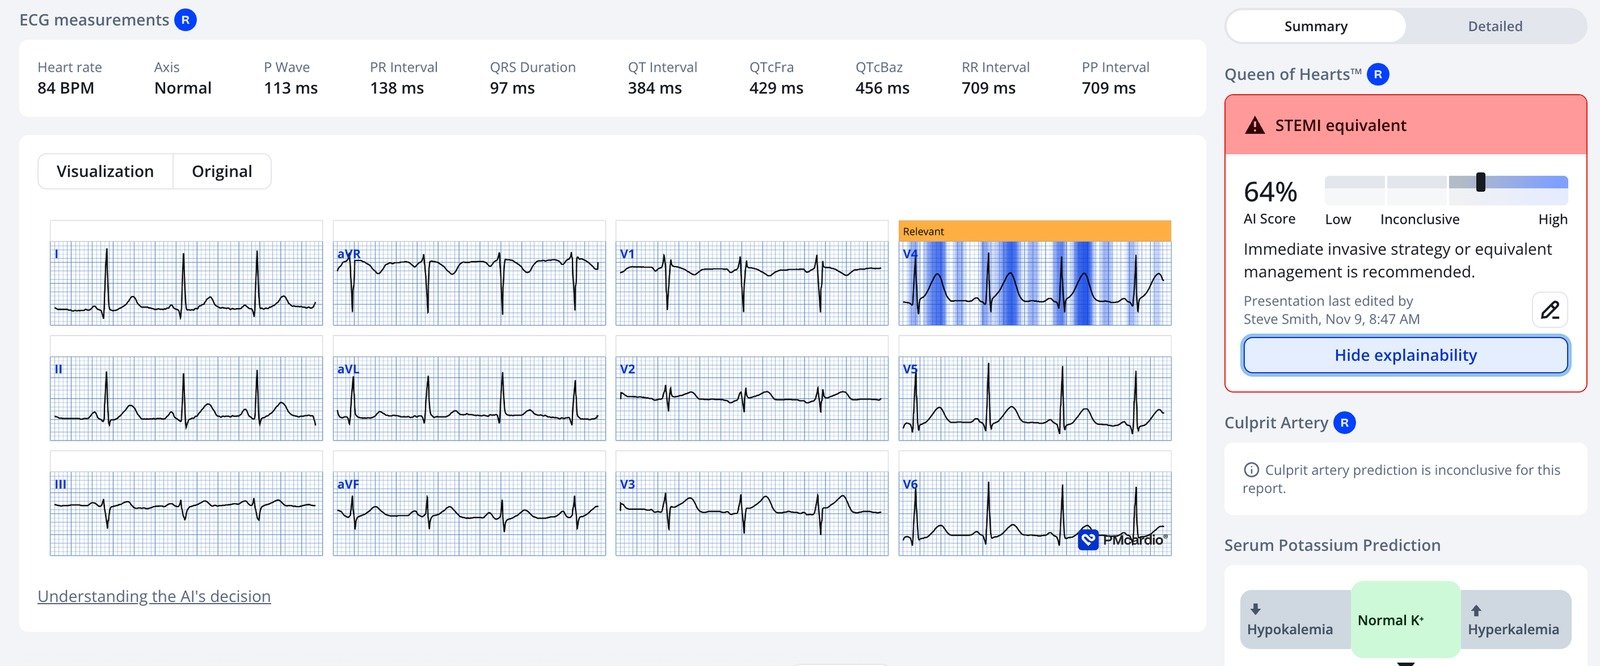 ECG measurements R
Heart rate Axis P Wave PR Interval QRS Duration QT Interval QTcFra QTcBaz RR Interval PP Interval
84 BPM Normal 113 ms 138 ms 97 ms 384 ms 429 ms 456 ms 709 ms 709 ms
Visualization Original
Relevant
I aVR V1 V4
II aVL V2 V5
III aVF V3 V6
PMcardio®
Understanding the AI's decision
Summary Detailed
Queen of Hearts™ R
STEMI equivalent
64%
AI Score Low Inconclusive High
Immediate invasive strategy or equivalent
management is recommended.
Presentation last edited by
Steve Smith, Nov 9, 8:47 AM
Hide explainability
Culprit Artery R
Culprit artery prediction is inconclusive for this
report.
Serum Potassium Prediction
Hypokalemia Normal K⁺ Hyperkalemia